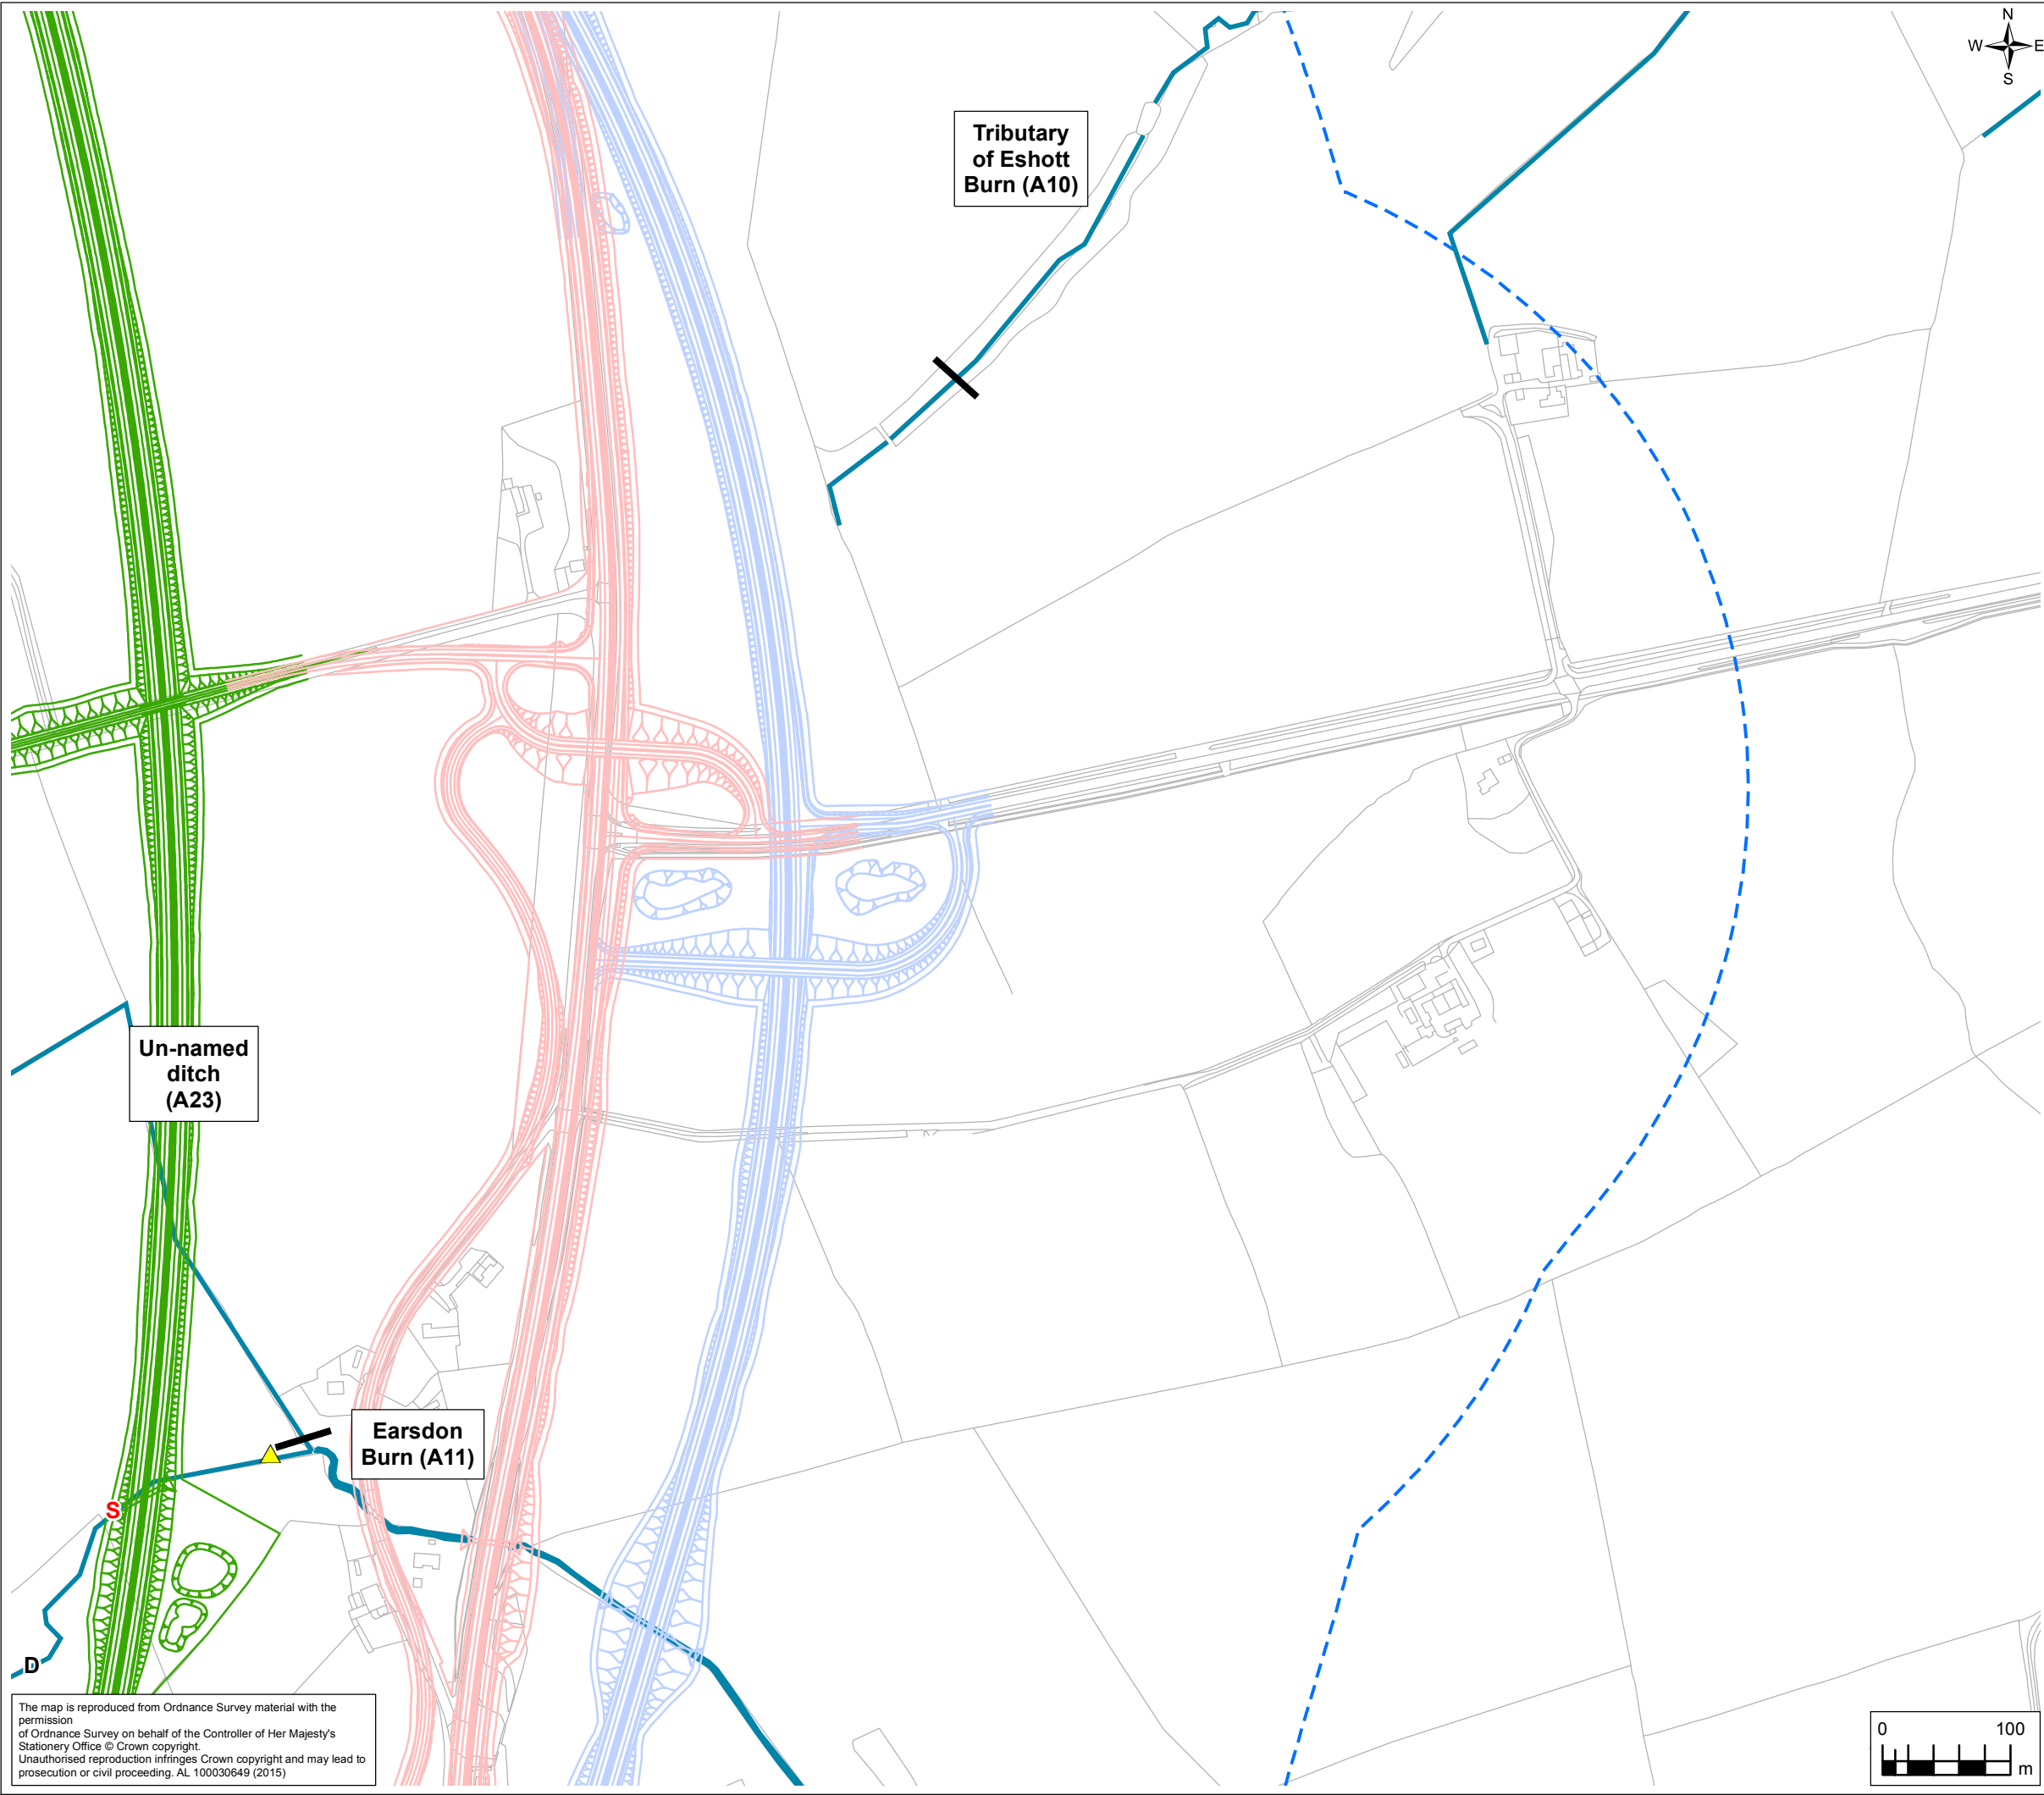 N
W E
S
Tributary
of Eshott
Burn (A10)
Un-named
ditch
(A23)
Earsdon
Burn (A11)
S
D
The map is reproduced from Ordnance Survey material with the
permission
of Ordnance Survey on behalf of the Controller of Her Majesty's
Stationery Office © Crown copyright.
Unauthorised reproduction infringes Crown copyright and may lead to
prosecution or civil proceeding. AL 100030649 (2015)
0 100
m